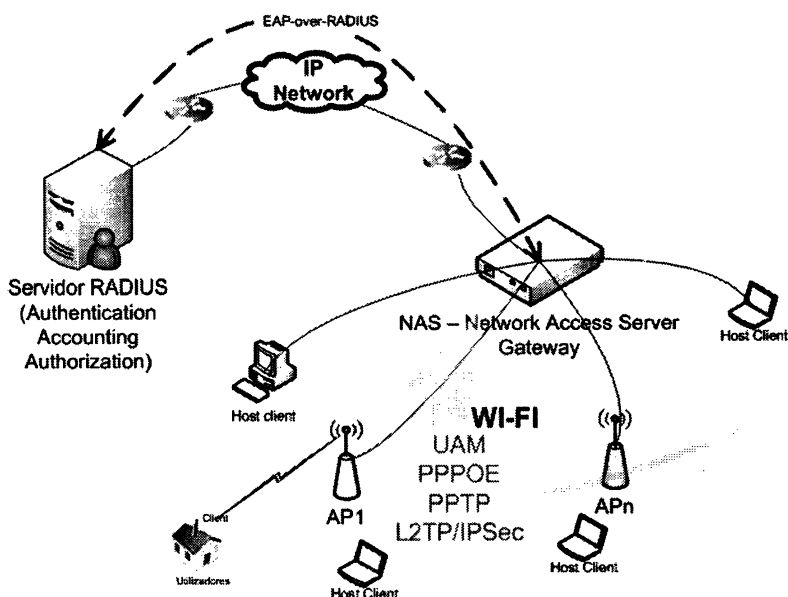 EAP-over-RADIUS
IP
Network
Servidor RADIUS
(Authentication
Accounting
Authorization)
NAS – Network Access Server
Gateway
Host Client
Host client
WI-FI
UAM
PPPOE
PPTP
L2TP/IPSec
AP1
APn
Client
Utilizadores
Host Client
Host Client